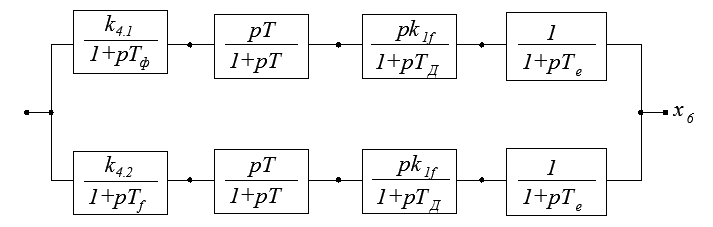 k4.1 pT pk1f 1
1+pTф 1+pT 1+pTД 1+pTe
x6
k4.2 pT pk1f 1
1+pTf 1+pT 1+pTД 1+pTe